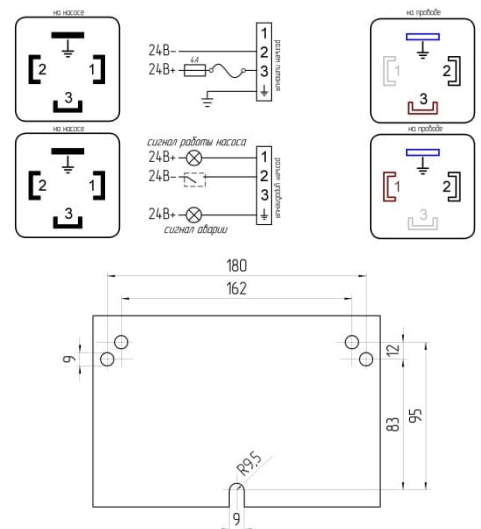 на насосе
2
1
3
24В-
24В+
4А
1
2
3
разъем питания
на проводе
1
2
3
на насосе
2
1
3
сигнал работы насоса
24В+
24В-
24В+
сигнал аварии
1
2
3
разъем управления
на проводе
1
2
3
180
162
9
12
83
95
R9,5
9